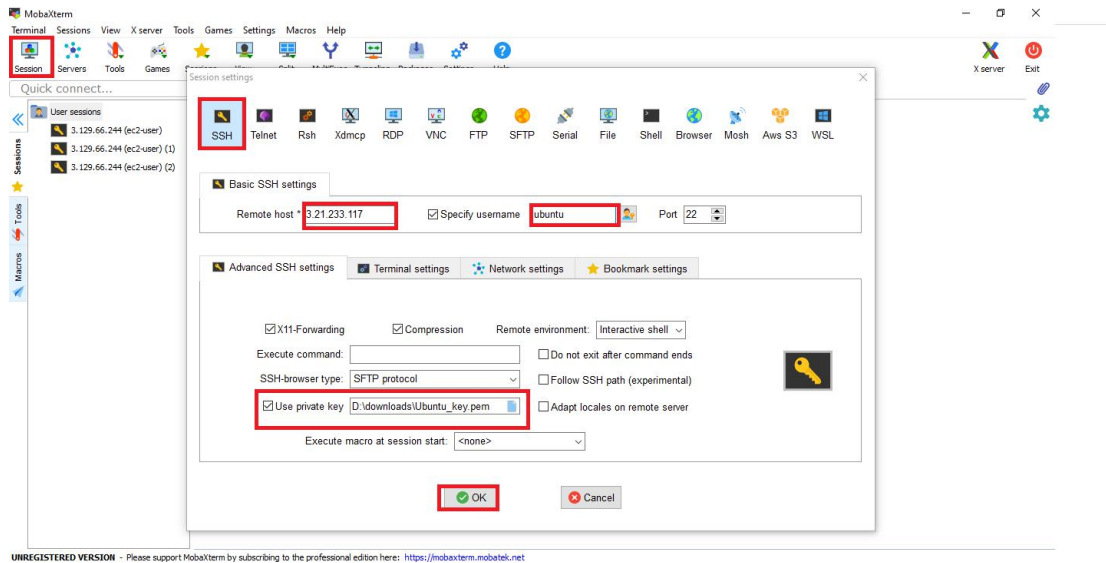 MobaXterm
Terminal Sessions View X server Tools Games Settings Macros Help
Session Servers Tools Games X server Exit
Quick connect...
Session settings
User sessions
3.129.66.244 (ec2-user)
3.129.66.244 (ec2-user) (1)
3.129.66.244 (ec2-user) (2)
Sessions
Tools
Macros
SSH Telnet Rsh Xdmcp RDP VNC FTP SFTP Serial File Shell Browser Mosh Aws S3 WSL
Basic SSH settings
Remote host * 3.21.233.117 Specify username ubuntu Port 22
Advanced SSH settings Terminal settings Network settings Bookmark settings
X11-Forwarding Compression Remote environment: Interactive shell
Execute command: Do not exit after command ends
SSH-browser type: SFTP protocol Follow SSH path (experimental)
Use private key D:\downloads\Ubuntu_key.pem Adapt locales on remote server
Execute macro at session start: <none>
OK Cancel
UNREGISTERED VERSION - Please support MobaXterm by subscribing to the professional edition here: https://mobaxterm.mobatek.net